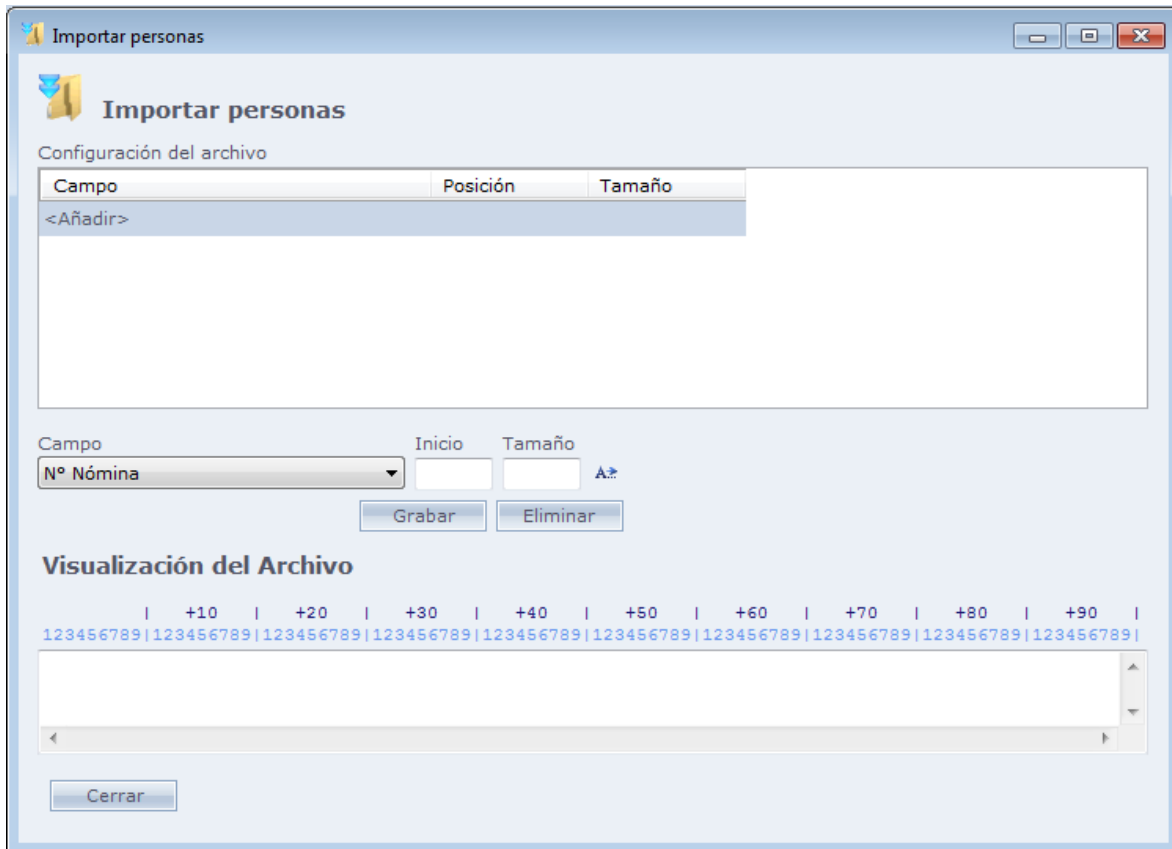 Importar personas
Importar personas
Configuración del archivo
Campo Posición Tamaño
<Añadir>
Campo Inicio Tamaño
Nº Nómina A
Grabar Eliminar
Visualización del Archivo
| +10 | +20 | +30 | +40 | +50 | +60 | +70 | +80 | +90 |
123456789|123456789|123456789|123456789|123456789|123456789|123456789|123456789|123456789|123456789|
Cerrar